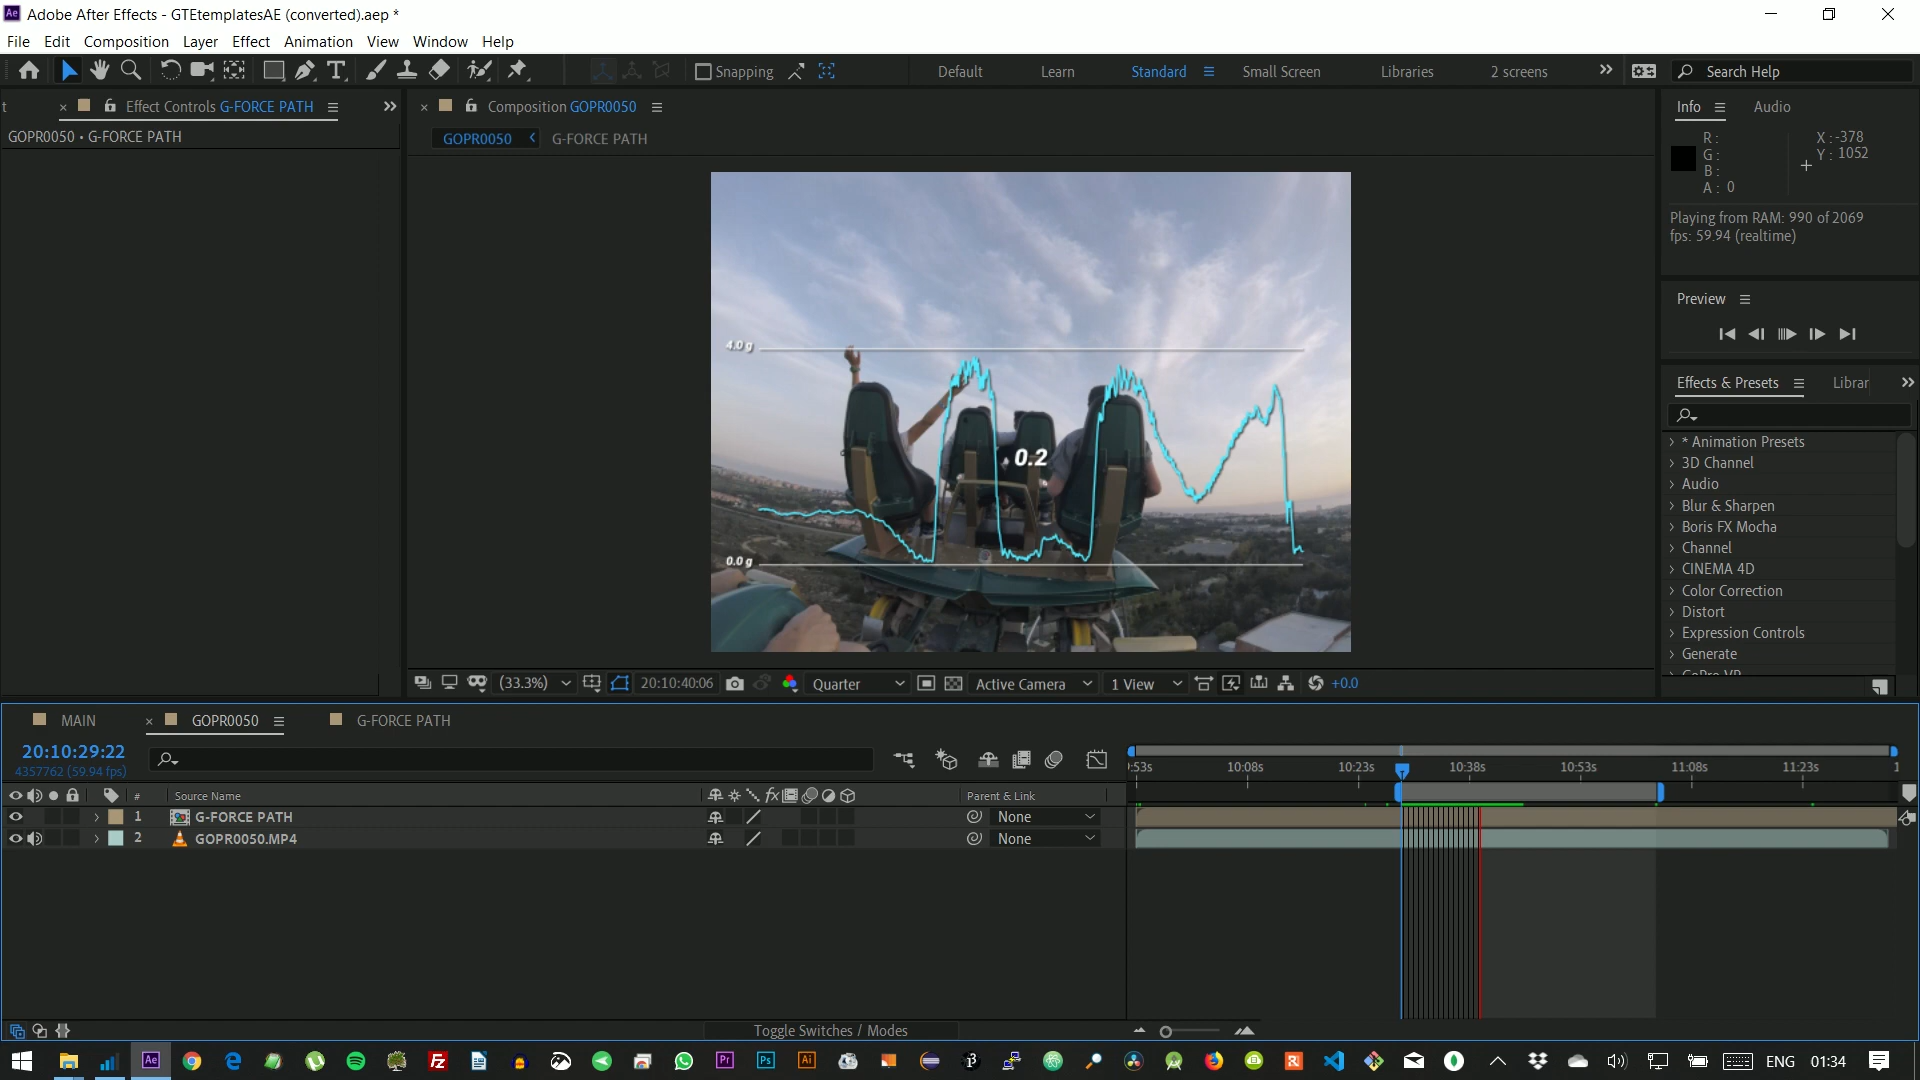 Adobe After Effects - GTEtemplatesAE (converted).aep *
File Edit Composition Layer Effect Animation View Window Help
Snapping
Default Learn Standard Small Screen Libraries 2 screens
Search Help
t
Effect Controls G-FORCE PATH
GOPR0050 • G-FORCE PATH
Composition GOPR0050
GOPR0050 G-FORCE PATH
Info Audio
R :
G :
B :
A : 0
X : -378
Y : 1052
Playing from RAM: 990 of 2069
fps: 59.94 (realtime)
Preview
Effects & Presets Librar
* Animation Presets
3D Channel
Audio
Blur & Sharpen
Boris FX Mocha
Channel
CINEMA 4D
Color Correction
Distort
Expression Controls
Generate
4.0 g
0.2
0.0 g
(33.3%) 20:10:40:06 Quarter Active Camera 1 View +0.0
MAIN GOPR0050 G-FORCE PATH
20:10:29:22
4357762 (59.94 fps)
:53s 10:08s 10:23s 10:38s 10:53s 11:08s 11:23s 1
# Source Name fx Parent & Link
1 G-FORCE PATH None
2 GOPR0050.MP4 None
Toggle Switches / Modes
Ae Fz Pr Ps Ai
ENG 01:34